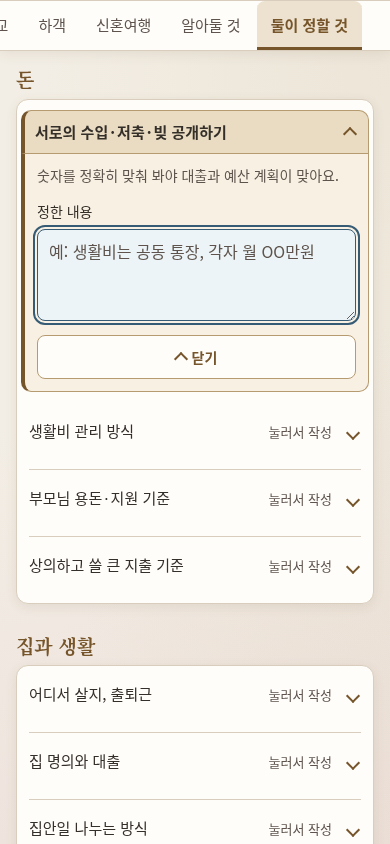 교 하객 신혼여행 알아둘 것 둘이 정할 것
돈
서로의 수입·저축·빚 공개하기
숫자를 정확히 맞춰 봐야 대출과 예산 계획이 맞아요.
정한 내용
예: 생활비는 공동 통장, 각자 월 OO만원
닫기
생활비 관리 방식 눌러서 작성
부모님 용돈·지원 기준 눌러서 작성
상의하고 쓸 큰 지출 기준 눌러서 작성
집과 생활
어디서 살지, 출퇴근 눌러서 작성
집 명의와 대출 눌러서 작성
집안일 나누는 방식 눌러서 작성